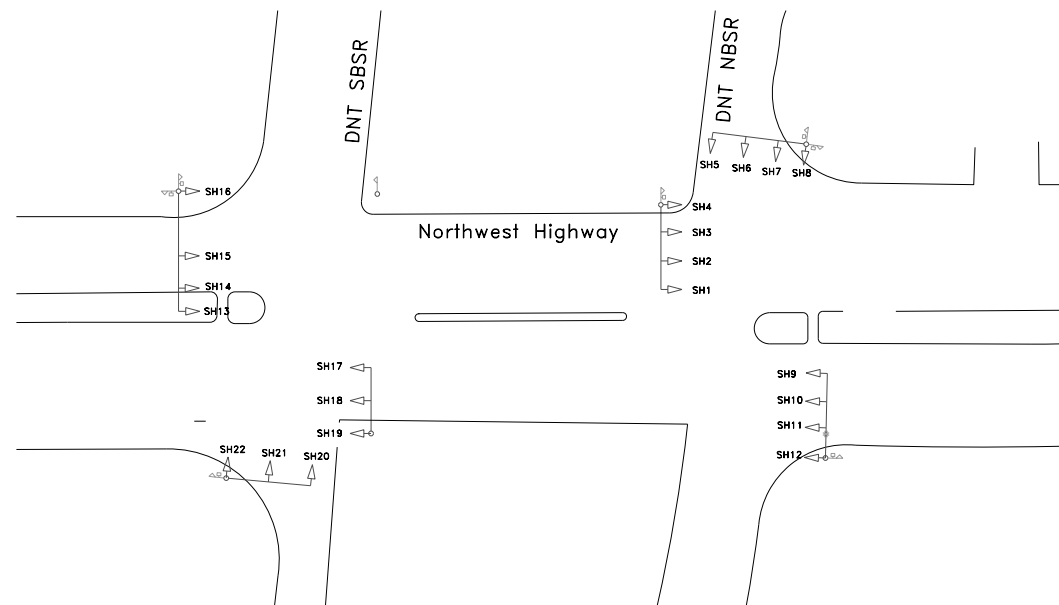 DNT SBSR
DNT NBSR
SH5
SH6
SH7
SH8
SH16
SH4
Northwest Highway
SH3
SH15
SH2
SH14
SH1
SH13
SH17
SH9
SH18
SH10
SH11
SH19
SH22
SH21
SH20
SH12